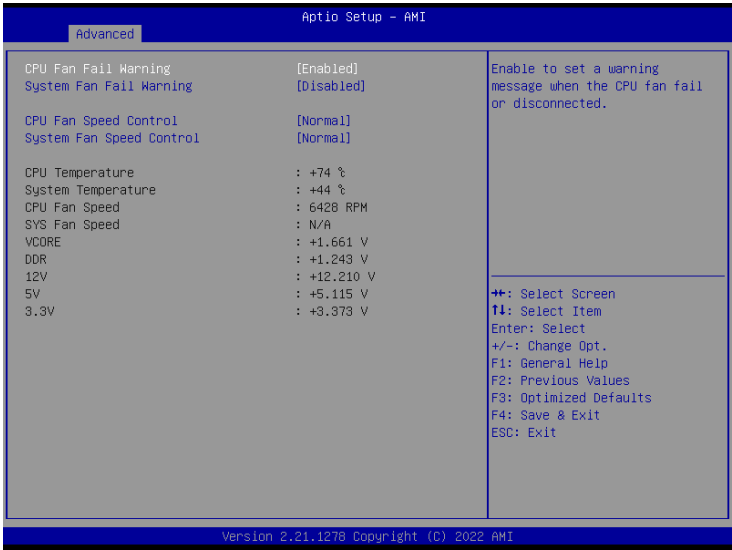 Aptio Setup – AMI
Advanced
CPU Fan Fail Warning [Enabled]
System Fan Fail Warning [Disabled]
CPU Fan Speed Control [Normal]
System Fan Speed Control [Normal]
CPU Temperature : +74 ℃
System Temperature : +44 ℃
CPU Fan Speed : 6428 RPM
SYS Fan Speed : N/A
VCORE : +1.661 V
DDR : +1.243 V
12V : +12.210 V
5V : +5.115 V
3.3V : +3.373 V
Enable to set a warning
message when the CPU fan fail
or disconnected.
→←: Select Screen
↑↓: Select Item
Enter: Select
+/-: Change Opt.
F1: General Help
F2: Previous Values
F3: Optimized Defaults
F4: Save & Exit
ESC: Exit
Version 2.21.1278 Copyright (C) 2022 AMI